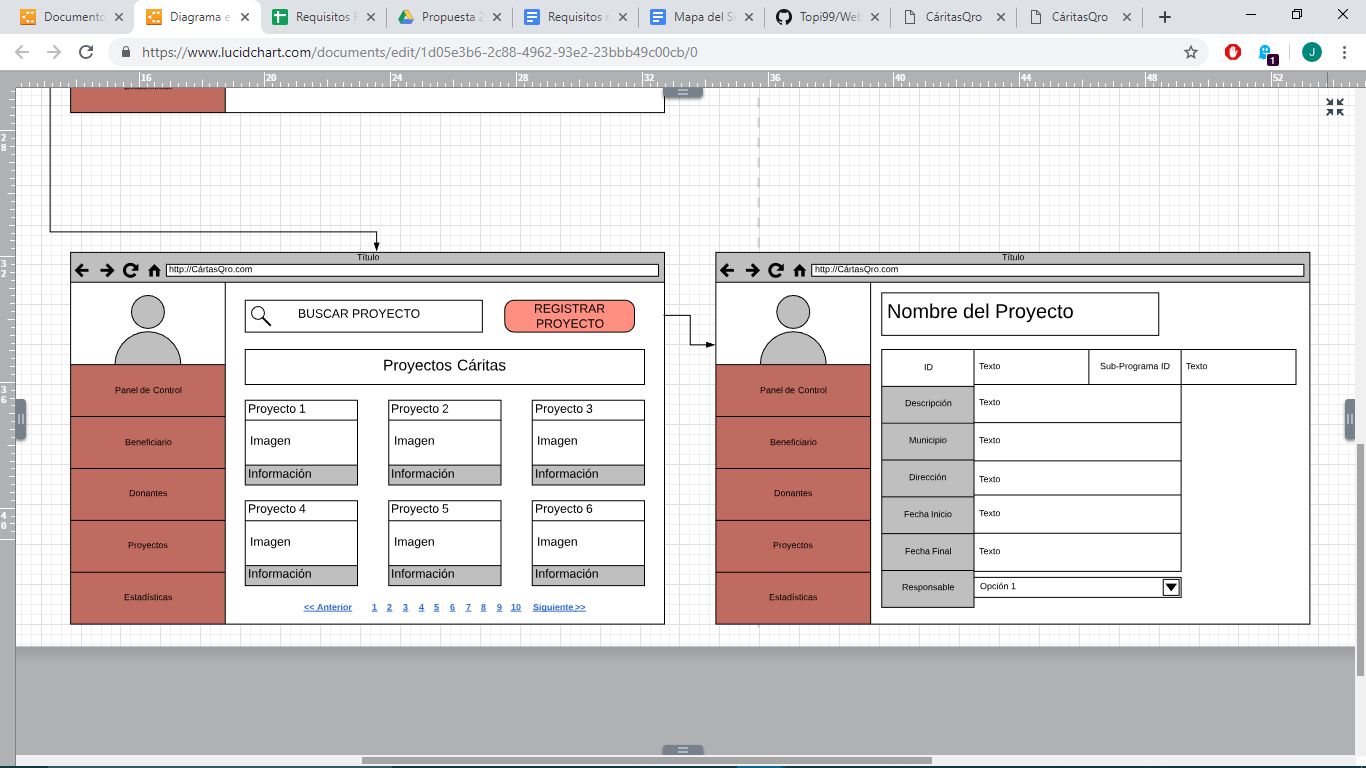 Documento
Diagrama e
Requisitos F
Propuesta 2
Requisitos r
Mapa del S
Topi99/Web
CáritasQro
CáritasQro
https://www.lucidchart.com/documents/edit/1d05e3b6-2c88-4962-93e2-23bbb49c00cb/0
J
1
16 20 24 28 32 36 40 44 48 52
28
32
36
40
Título
http://CártasQro.com
BUSCAR PROYECTO
REGISTRAR
PROYECTO
Proyectos Cáritas
Panel de Control
Beneficiario
Donantes
Proyectos
Estadísticas
Proyecto 1 Proyecto 2 Proyecto 3
Imagen Imagen Imagen
Información Información Información
Proyecto 4 Proyecto 5 Proyecto 6
Imagen Imagen Imagen
Información Información Información
<< Anterior 1 2 3 4 5 6 7 8 9 10 Siguiente >>
Título
http://CártasQro.com
Panel de Control
Beneficiario
Donantes
Proyectos
Estadísticas
Nombre del Proyecto
ID Texto Sub-Programa ID Texto
Descripción Texto
Municipio Texto
Dirección Texto
Fecha Inicio Texto
Fecha Final Texto
Responsable Opción 1